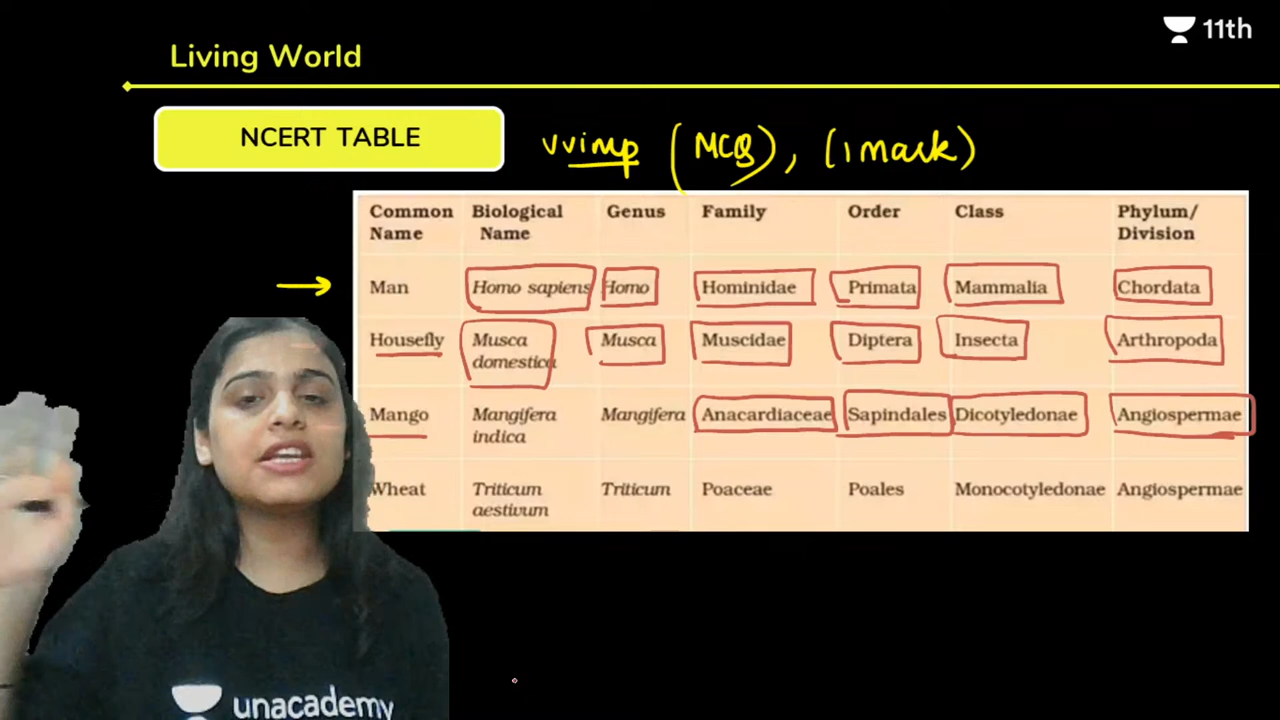 11th
Living World
NCERT TABLE
vvimp (MCQ), (1 mark)
Common Name Biological Name Genus Family Order Class Phylum/ Division
Man Homo sapiens Homo Hominidae Primata Mammalia Chordata
Housefly Musca domestica Musca Muscidae Diptera Insecta Arthropoda
Mango Mangifera indica Mangifera Anacardiaceae Sapindales Dicotyledonae Angiospermae
Wheat Triticum aestivum Triticum Poaceae Poales Monocotyledonae Angiospermae
unacademy